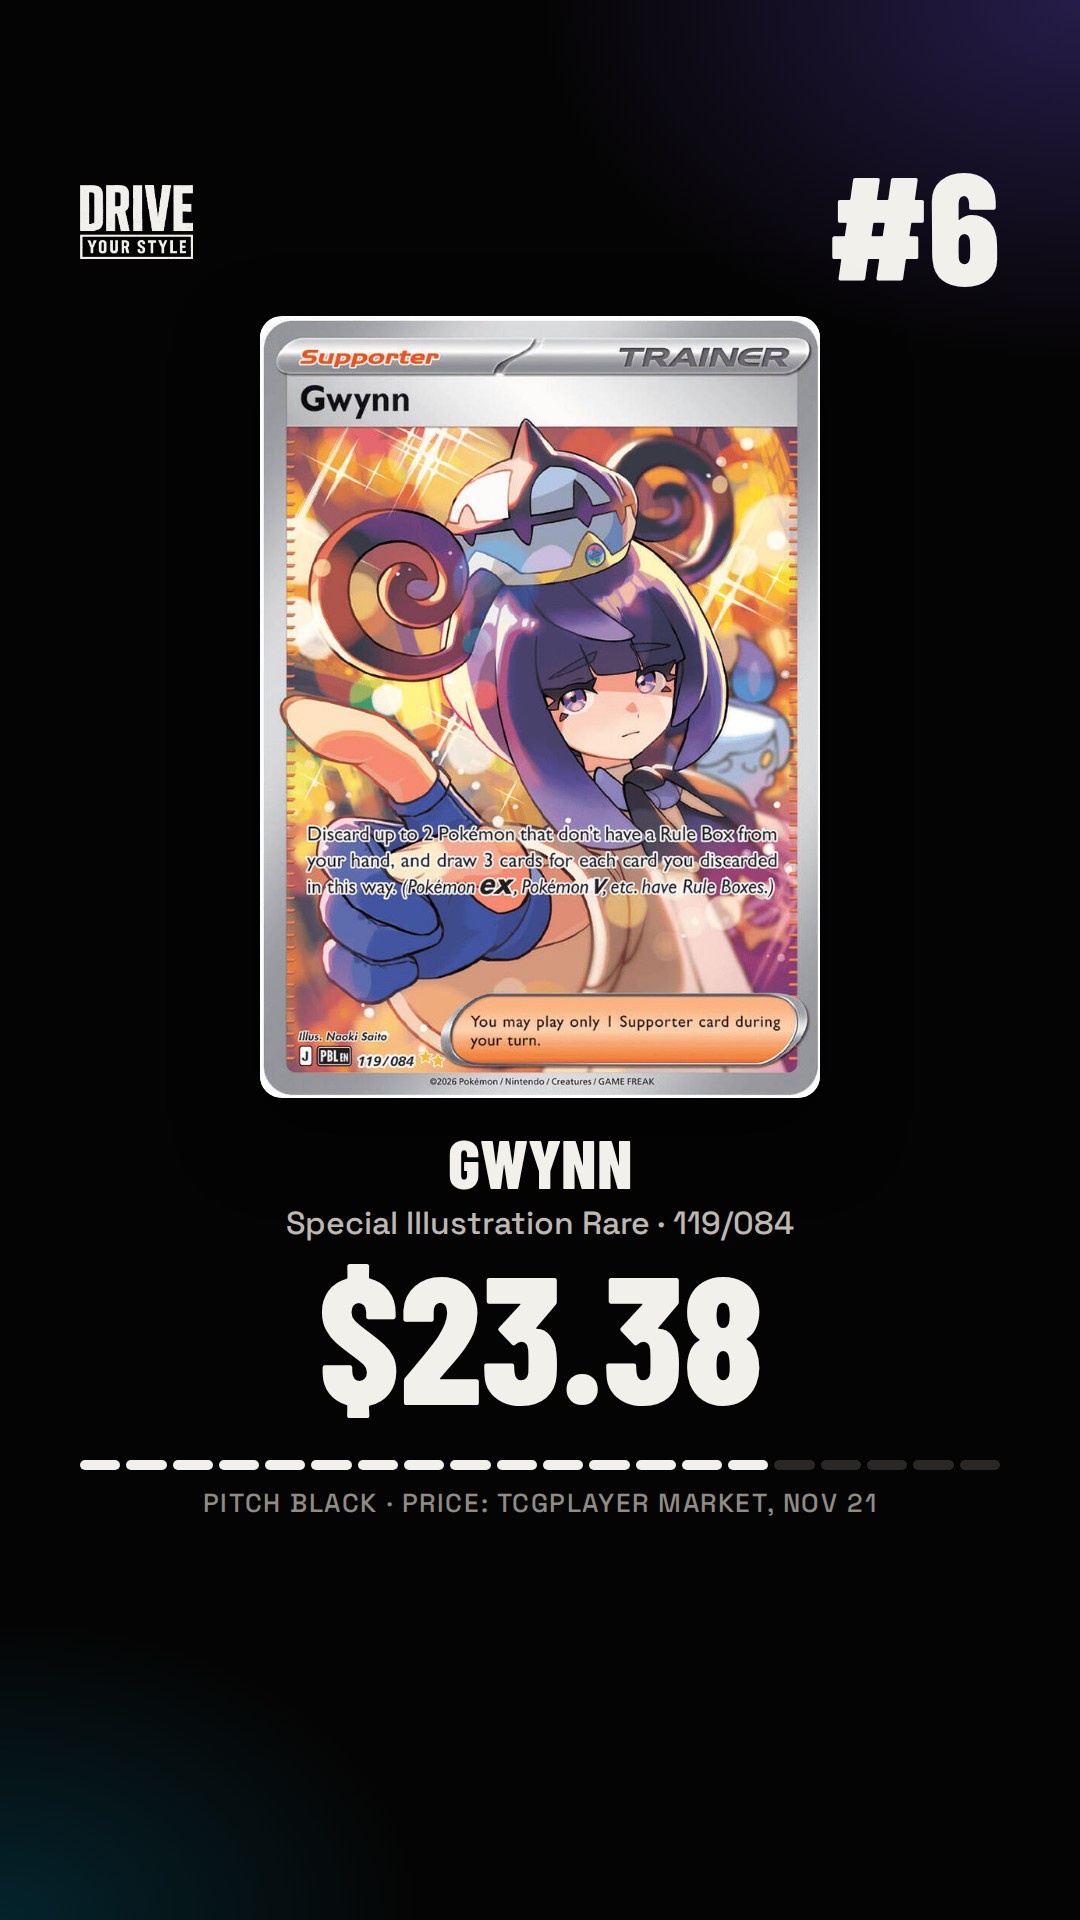 DRIVE
YOUR STYLE
#6
Supporter
TRAINER
Gwynn
Discard up to 2 Pokémon that don't have a Rule Box from
your hand, and draw 3 cards for each card you discarded
in this way. (Pokémon ex, Pokémon V, etc. have Rule Boxes.)
You may play only 1 Supporter card during
your turn.
Illus. Naoki Saito
J PBL EN 119/084
©2026 Pokémon / Nintendo / Creatures / GAME FREAK
GWYNN
Special Illustration Rare · 119/084
$23.38
PITCH BLACK · PRICE: TCGPLAYER MARKET, NOV 21